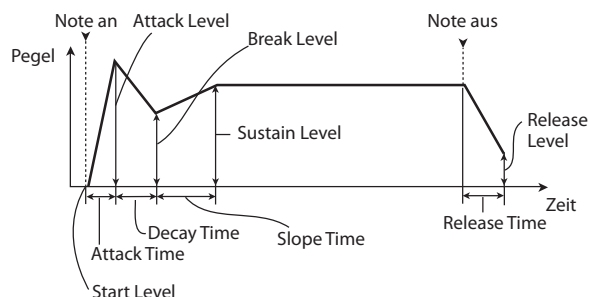 Note an
Attack Level
Note aus
Pegel
Break Level
Release
Level
Sustain Level
Zeit
Decay Time
Slope Time
Release Time
Attack Time
Start Level